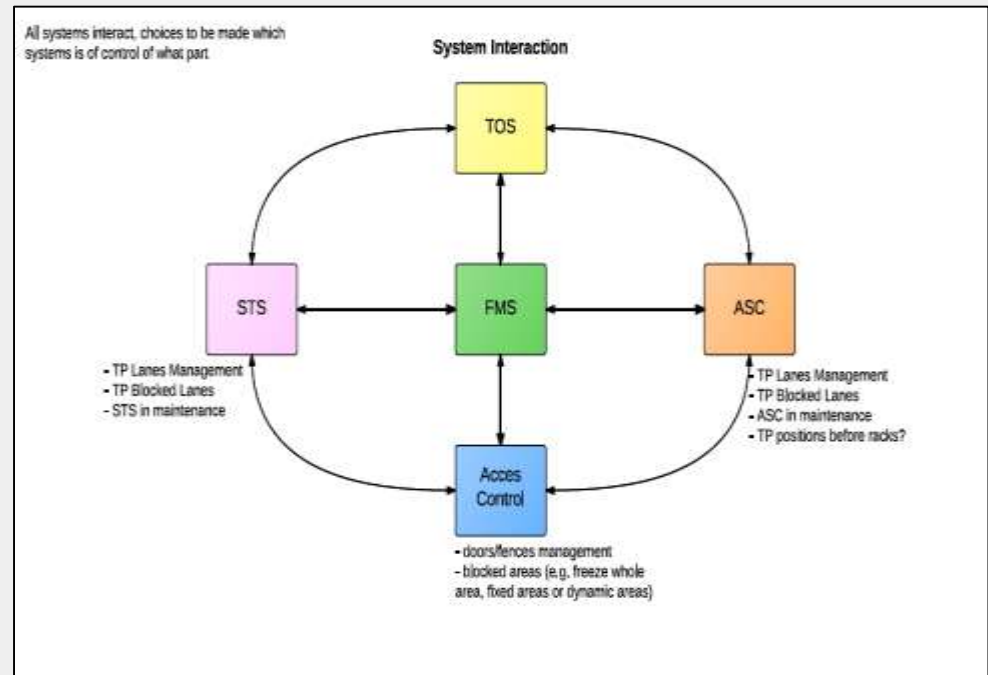 All systems interact, choices to be made which
systems is of control of what part
System Interaction
TOS
STS
FMS
ASC
- TP Lanes Management
- TP Blocked Lanes
- STS in maintenance
- TP Lanes Management
- TP Blocked Lanes
- ASC in maintenance
- TP positions before racks?
Acces
Control
- doors/fences management
- blocked areas (e.g, freeze whole
area, fixed areas or dynamic areas)